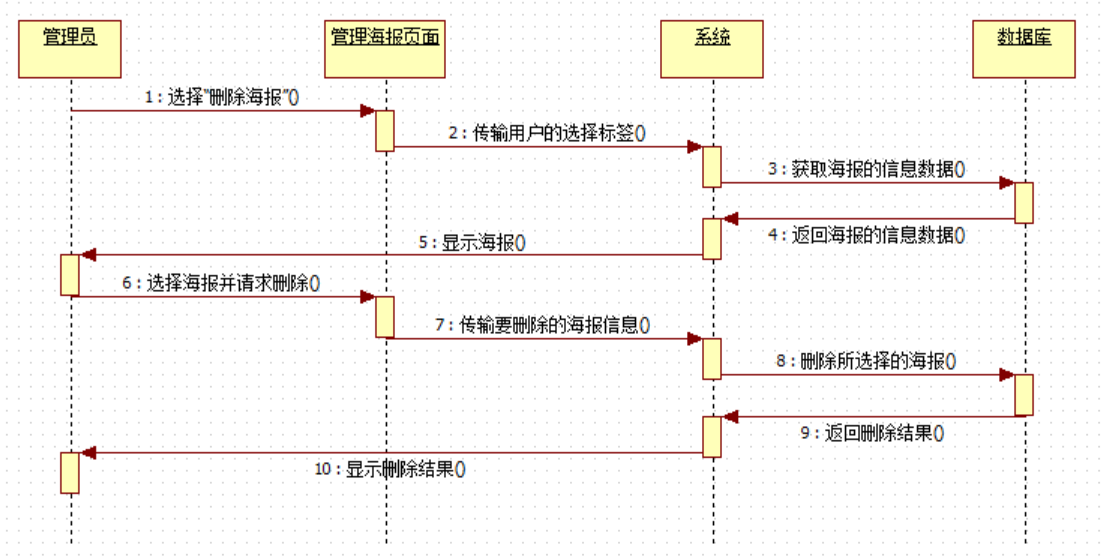 管理员
管理海报页面
系统
数据库
1 : 选择"删除海报"()
2 : 传输用户的选择标签()
3 : 获取海报的信息数据()
4 : 返回海报的信息数据()
5 : 显示海报()
6 : 选择海报并请求删除()
7 : 传输要删除的海报信息()
8 : 删除所选择的海报()
9 : 返回删除结果()
10 : 显示删除结果()